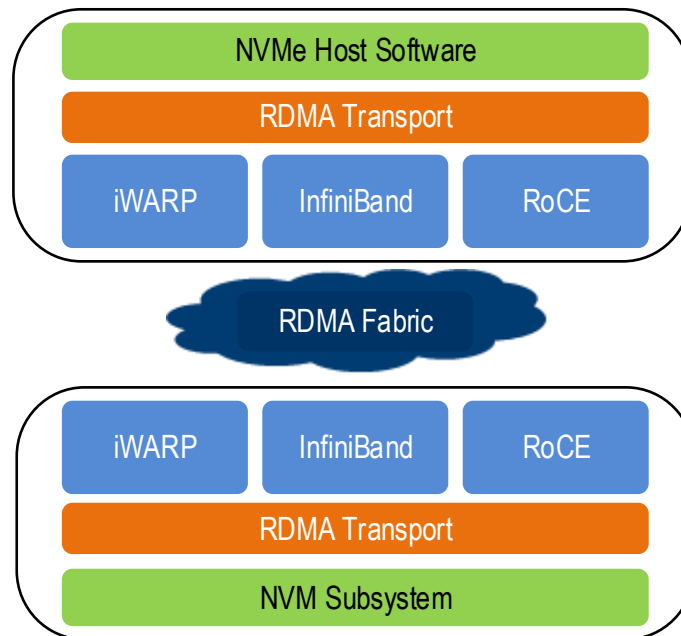 NVMe Host Software
RDMA Transport
iWARP InfiniBand RoCE
RDMA Fabric
iWARP InfiniBand RoCE
RDMA Transport
NVM Subsystem